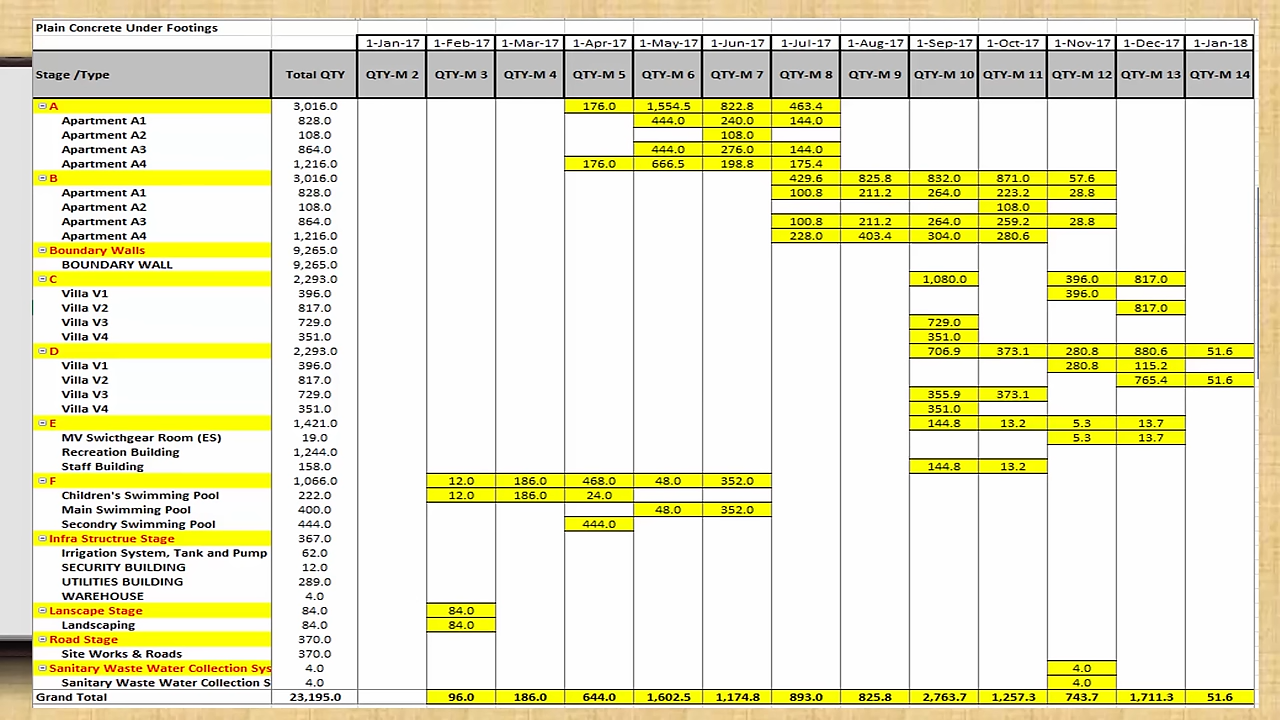 Plain Concrete Under Footings
1-Jan-17 1-Feb-17 1-Mar-17 1-Apr-17 1-May-17 1-Jun-17 1-Jul-17 1-Aug-17 1-Sep-17 1-Oct-17 1-Nov-17 1-Dec-17 1-Jan-18
Stage /Type Total QTY QTY-M 2 QTY-M 3 QTY-M 4 QTY-M 5 QTY-M 6 QTY-M 7 QTY-M 8 QTY-M 9 QTY-M 10 QTY-M 11 QTY-M 12 QTY-M 13 QTY-M 14
A 3,016.0 176.0 1,554.5 822.8 463.4
Apartment A1 828.0 444.0 240.0 144.0
Apartment A2 108.0 108.0
Apartment A3 864.0 444.0 276.0 144.0
Apartment A4 1,216.0 176.0 666.5 198.8 175.4
B 3,016.0 429.6 825.8 832.0 871.0 57.6
Apartment A1 828.0 100.8 211.2 264.0 223.2 28.8
Apartment A2 108.0 108.0
Apartment A3 864.0 100.8 211.2 264.0 259.2 28.8
Apartment A4 1,216.0 228.0 403.4 304.0 280.6
Boundary Walls 9,265.0
BOUNDARY WALL 9,265.0
C 2,293.0 1,080.0 396.0 817.0
Villa V1 396.0 396.0
Villa V2 817.0 817.0
Villa V3 729.0 729.0
Villa V4 351.0 351.0
D 2,293.0 706.9 373.1 280.8 880.6 51.6
Villa V1 396.0 280.8 115.2
Villa V2 817.0 765.4 51.6
Villa V3 729.0 355.9 373.1
Villa V4 351.0 351.0
E 1,421.0 144.8 13.2 5.3 13.7
MV Swicthgear Room (ES) 19.0 5.3 13.7
Recreation Building 1,244.0
Staff Building 158.0 144.8 13.2
F 1,066.0 12.0 186.0 468.0 48.0 352.0
Children's Swimming Pool 222.0 12.0 186.0 24.0
Main Swimming Pool 400.0 48.0 352.0
Secondry Swimming Pool 444.0 444.0
Infra Structrue Stage 367.0
Irrigation System, Tank and Pump 62.0
SECURITY BUILDING 12.0
UTILITIES BUILDING 289.0
WAREHOUSE 4.0
Lanscape Stage 84.0 84.0
Landscaping 84.0 84.0
Road Stage 370.0
Site Works & Roads 370.0
Sanitary Waste Water Collection Sys 4.0 4.0
Sanitary Waste Water Collection S 4.0 4.0
Grand Total 23,195.0 96.0 186.0 644.0 1,602.5 1,174.8 893.0 825.8 2,763.7 1,257.3 743.7 1,711.3 51.6